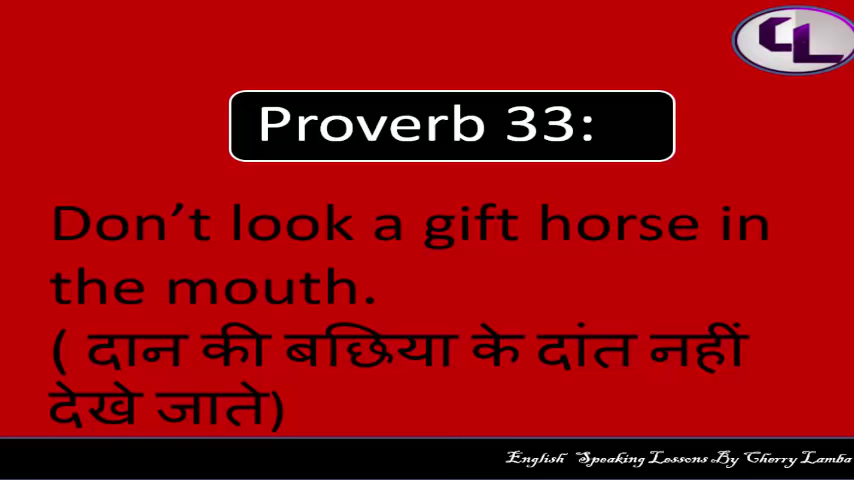 CL
Proverb 33:
Don’t look a gift horse in
the mouth.
( दान की बछिया के दांत नहीं
देखे जाते)
English Speaking Lessons By Cherry Lamba